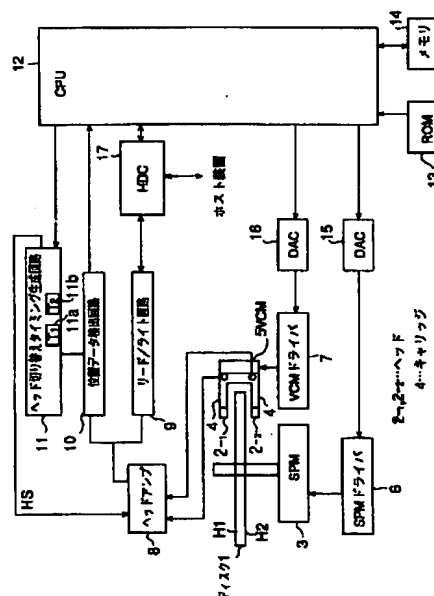 12
CPU
14
メモリ
13
ROM
17
HDC
ホスト装置
16
DAC
15
DAC
ヘッド切り替えタイミング生成回路
T1
T2
11a
11b
11
位置データ検出回路
10
リード/ライト回路
9
HS
ヘッドアンプ
8
5VCM
4
2-1
4
2-2
VCMドライバ
7
H1
H2
SPM
3
SPMドライバ
6
ディスク1
2-1,2-2…ヘッド
4…キャリッジ